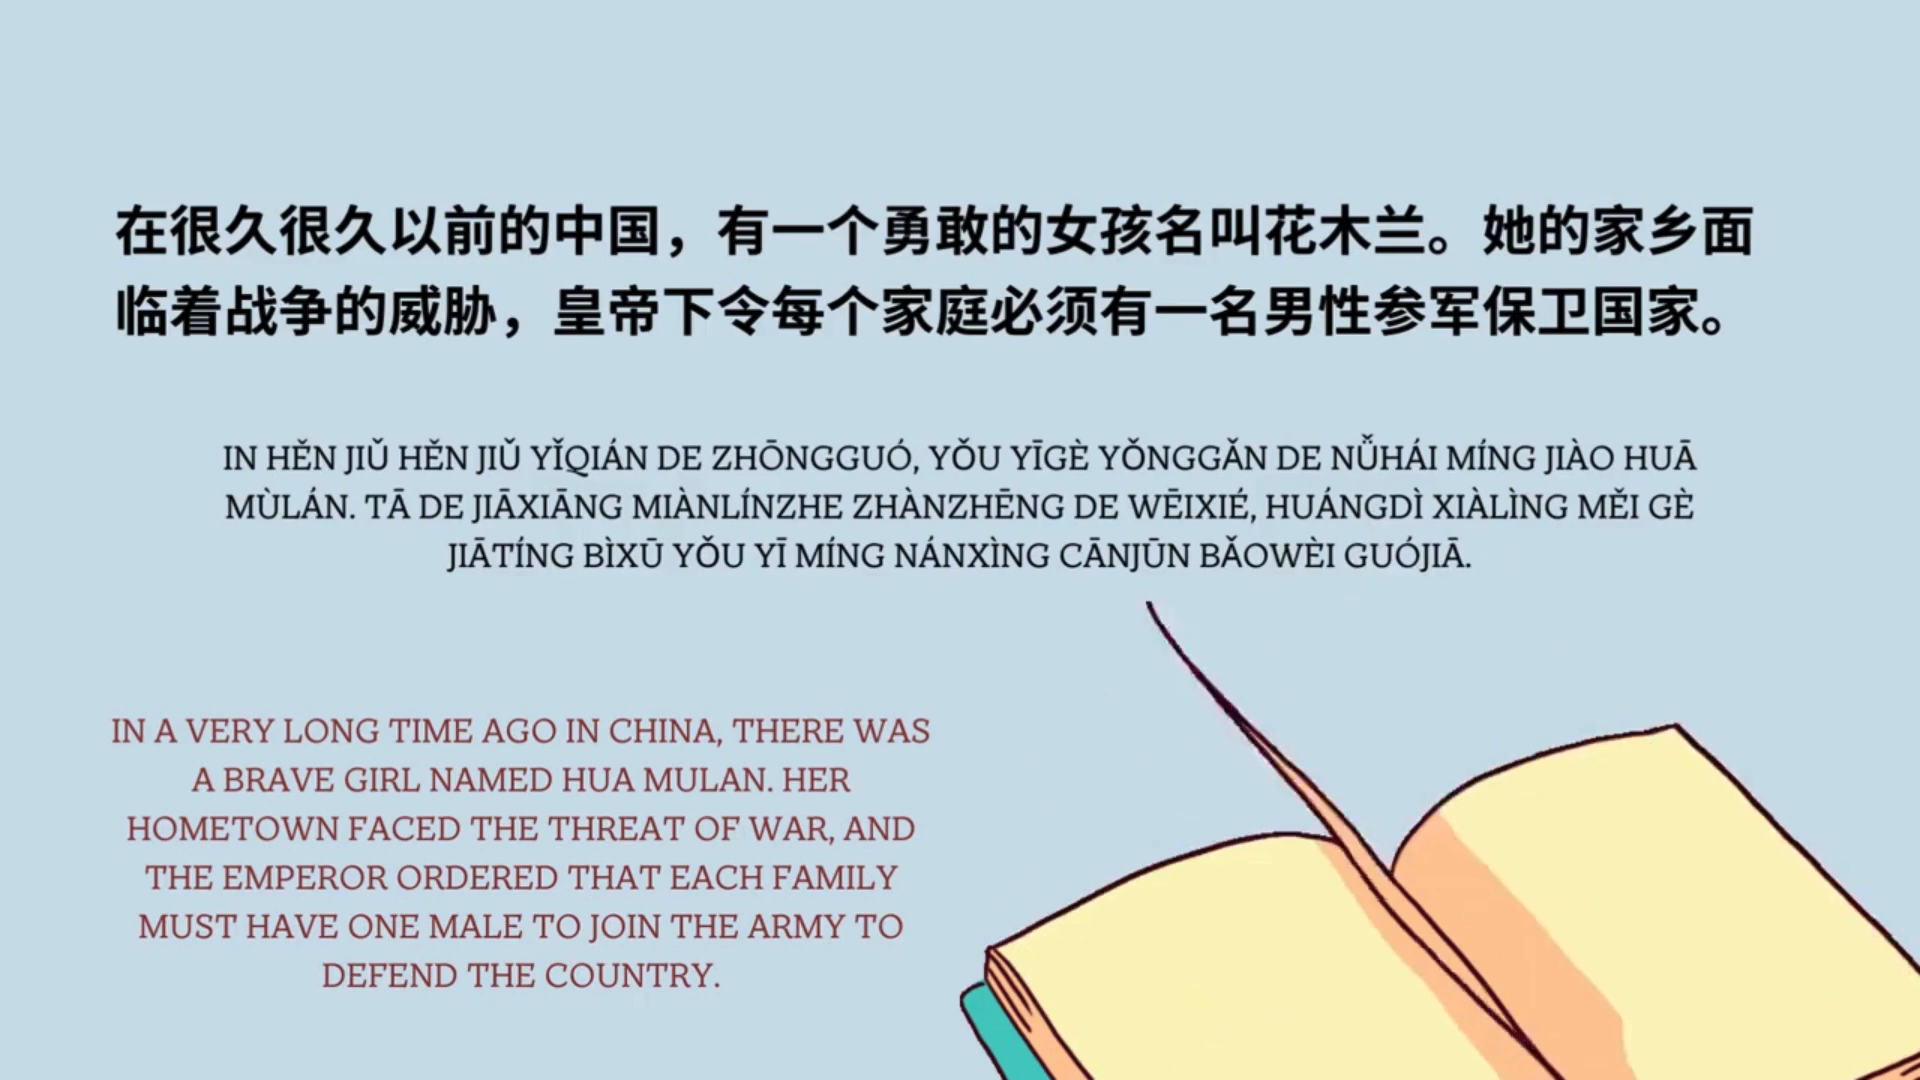 在很久很久以前的中国，有一个勇敢的女孩名叫花木兰。她的家乡面
临着战争的威胁，皇帝下令每个家庭必须有一名男性参军保卫国家。
IN HĚN JIǓ HĚN JIǓ YǏQIÁN DE ZHŌNGGUÓ, YǑU YĪGÈ YǑNGGǍN DE NǙHÁI MÍNG JIÀO HUĀ
MÙLÁN. TĀ DE JIĀXIĀNG MIÀNLÍNZHE ZHÀNZHĒNG DE WĒIXIÉ, HUÁNGDÌ XIÀLÌNG MĚI GÈ
JIĀTÍNG BÌXŪ YǑU YĪ MÍNG NÁNXÌNG CĀNJŪN BǍOWÈI GUÓJIĀ.
IN A VERY LONG TIME AGO IN CHINA, THERE WAS
A BRAVE GIRL NAMED HUA MULAN. HER
HOMETOWN FACED THE THREAT OF WAR, AND
THE EMPEROR ORDERED THAT EACH FAMILY
MUST HAVE ONE MALE TO JOIN THE ARMY TO
DEFEND THE COUNTRY.